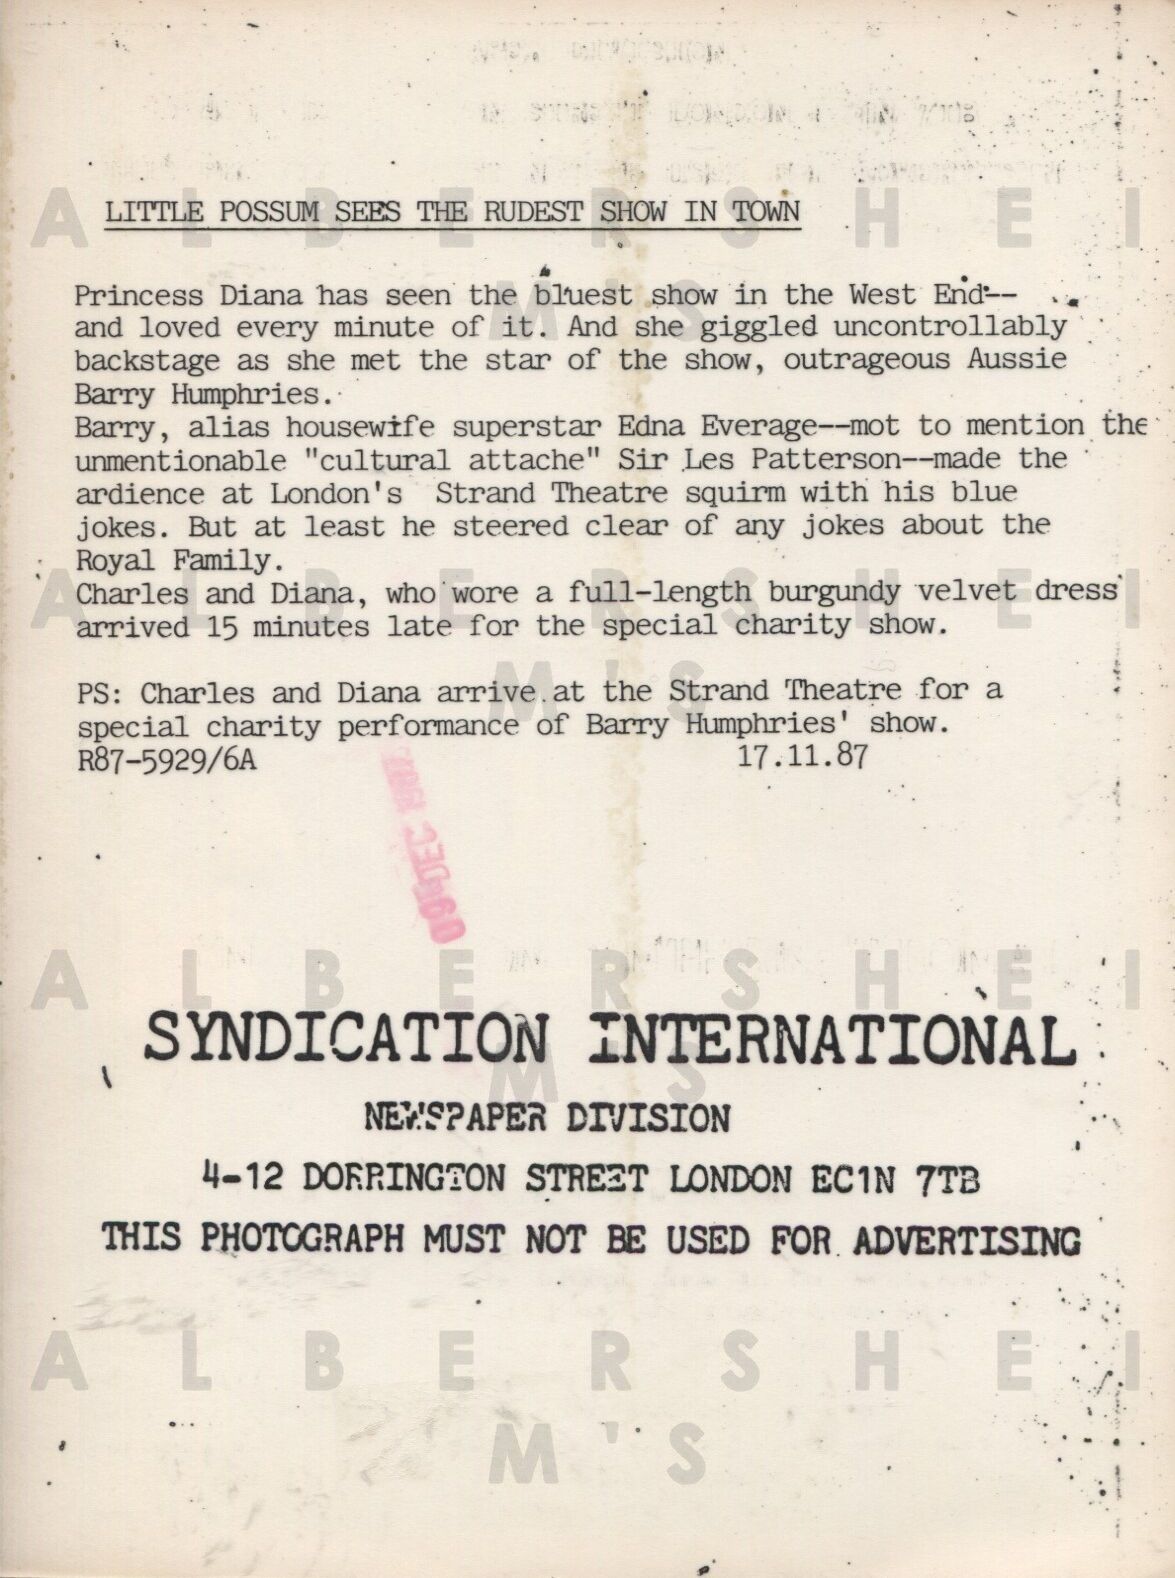 LITTLE POSSUM SEES THE RUDEST SHOW IN TOWN
Princess Diana has seen the bluest show in the West End--
and loved every minute of it. And she giggled uncontrollably
backstage as she met the star of the show, outrageous Aussie
Barry Humphries.
Barry, alias housewife superstar Edna Everage--mot to mention the
unmentionable "cultural attache" Sir Les Patterson--made the
ardience at London's Strand Theatre squirm with his blue
jokes. But at least he steered clear of any jokes about the
Royal Family.
Charles and Diana, who wore a full-length burgundy velvet dress
arrived 15 minutes late for the special charity show.
PS: Charles and Diana arrive at the Strand Theatre for a
special charity performance of Barry Humphries' show.
R87-5929/6A 17.11.87
09 DEC 1987
SYNDICATION INTERNATIONAL
NEWSPAPER DIVISION
4-12 DORRINGTON STREET LONDON EC1N 7TB
THIS PHOTOGRAPH MUST NOT BE USED FOR ADVERTISING
ALBERSHEI
M'S
ALBERSHEI
M'S
ALBERSHEI
M'S
ALBERSHEI
M'S